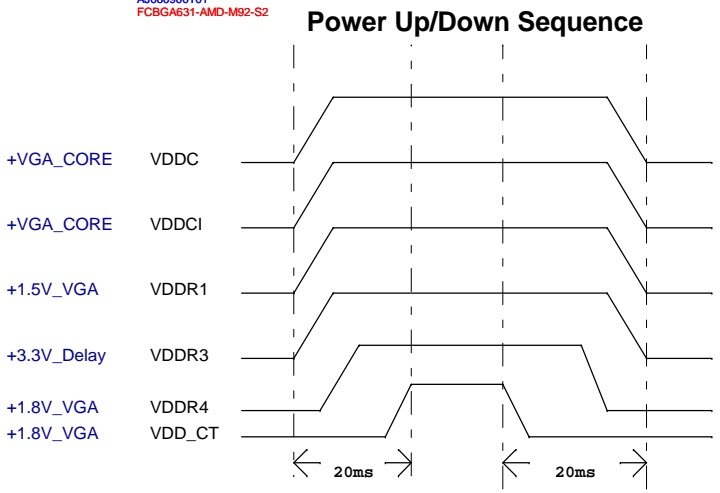 FCBGA631-AMD-M92-S2
Power Up/Down Sequence
+VGA_CORE VDDC
+VGA_CORE VDDCI
+1.5V_VGA VDDR1
+3.3V_Delay VDDR3
+1.8V_VGA VDDR4
+1.8V_VGA VDD_CT
20ms 20ms